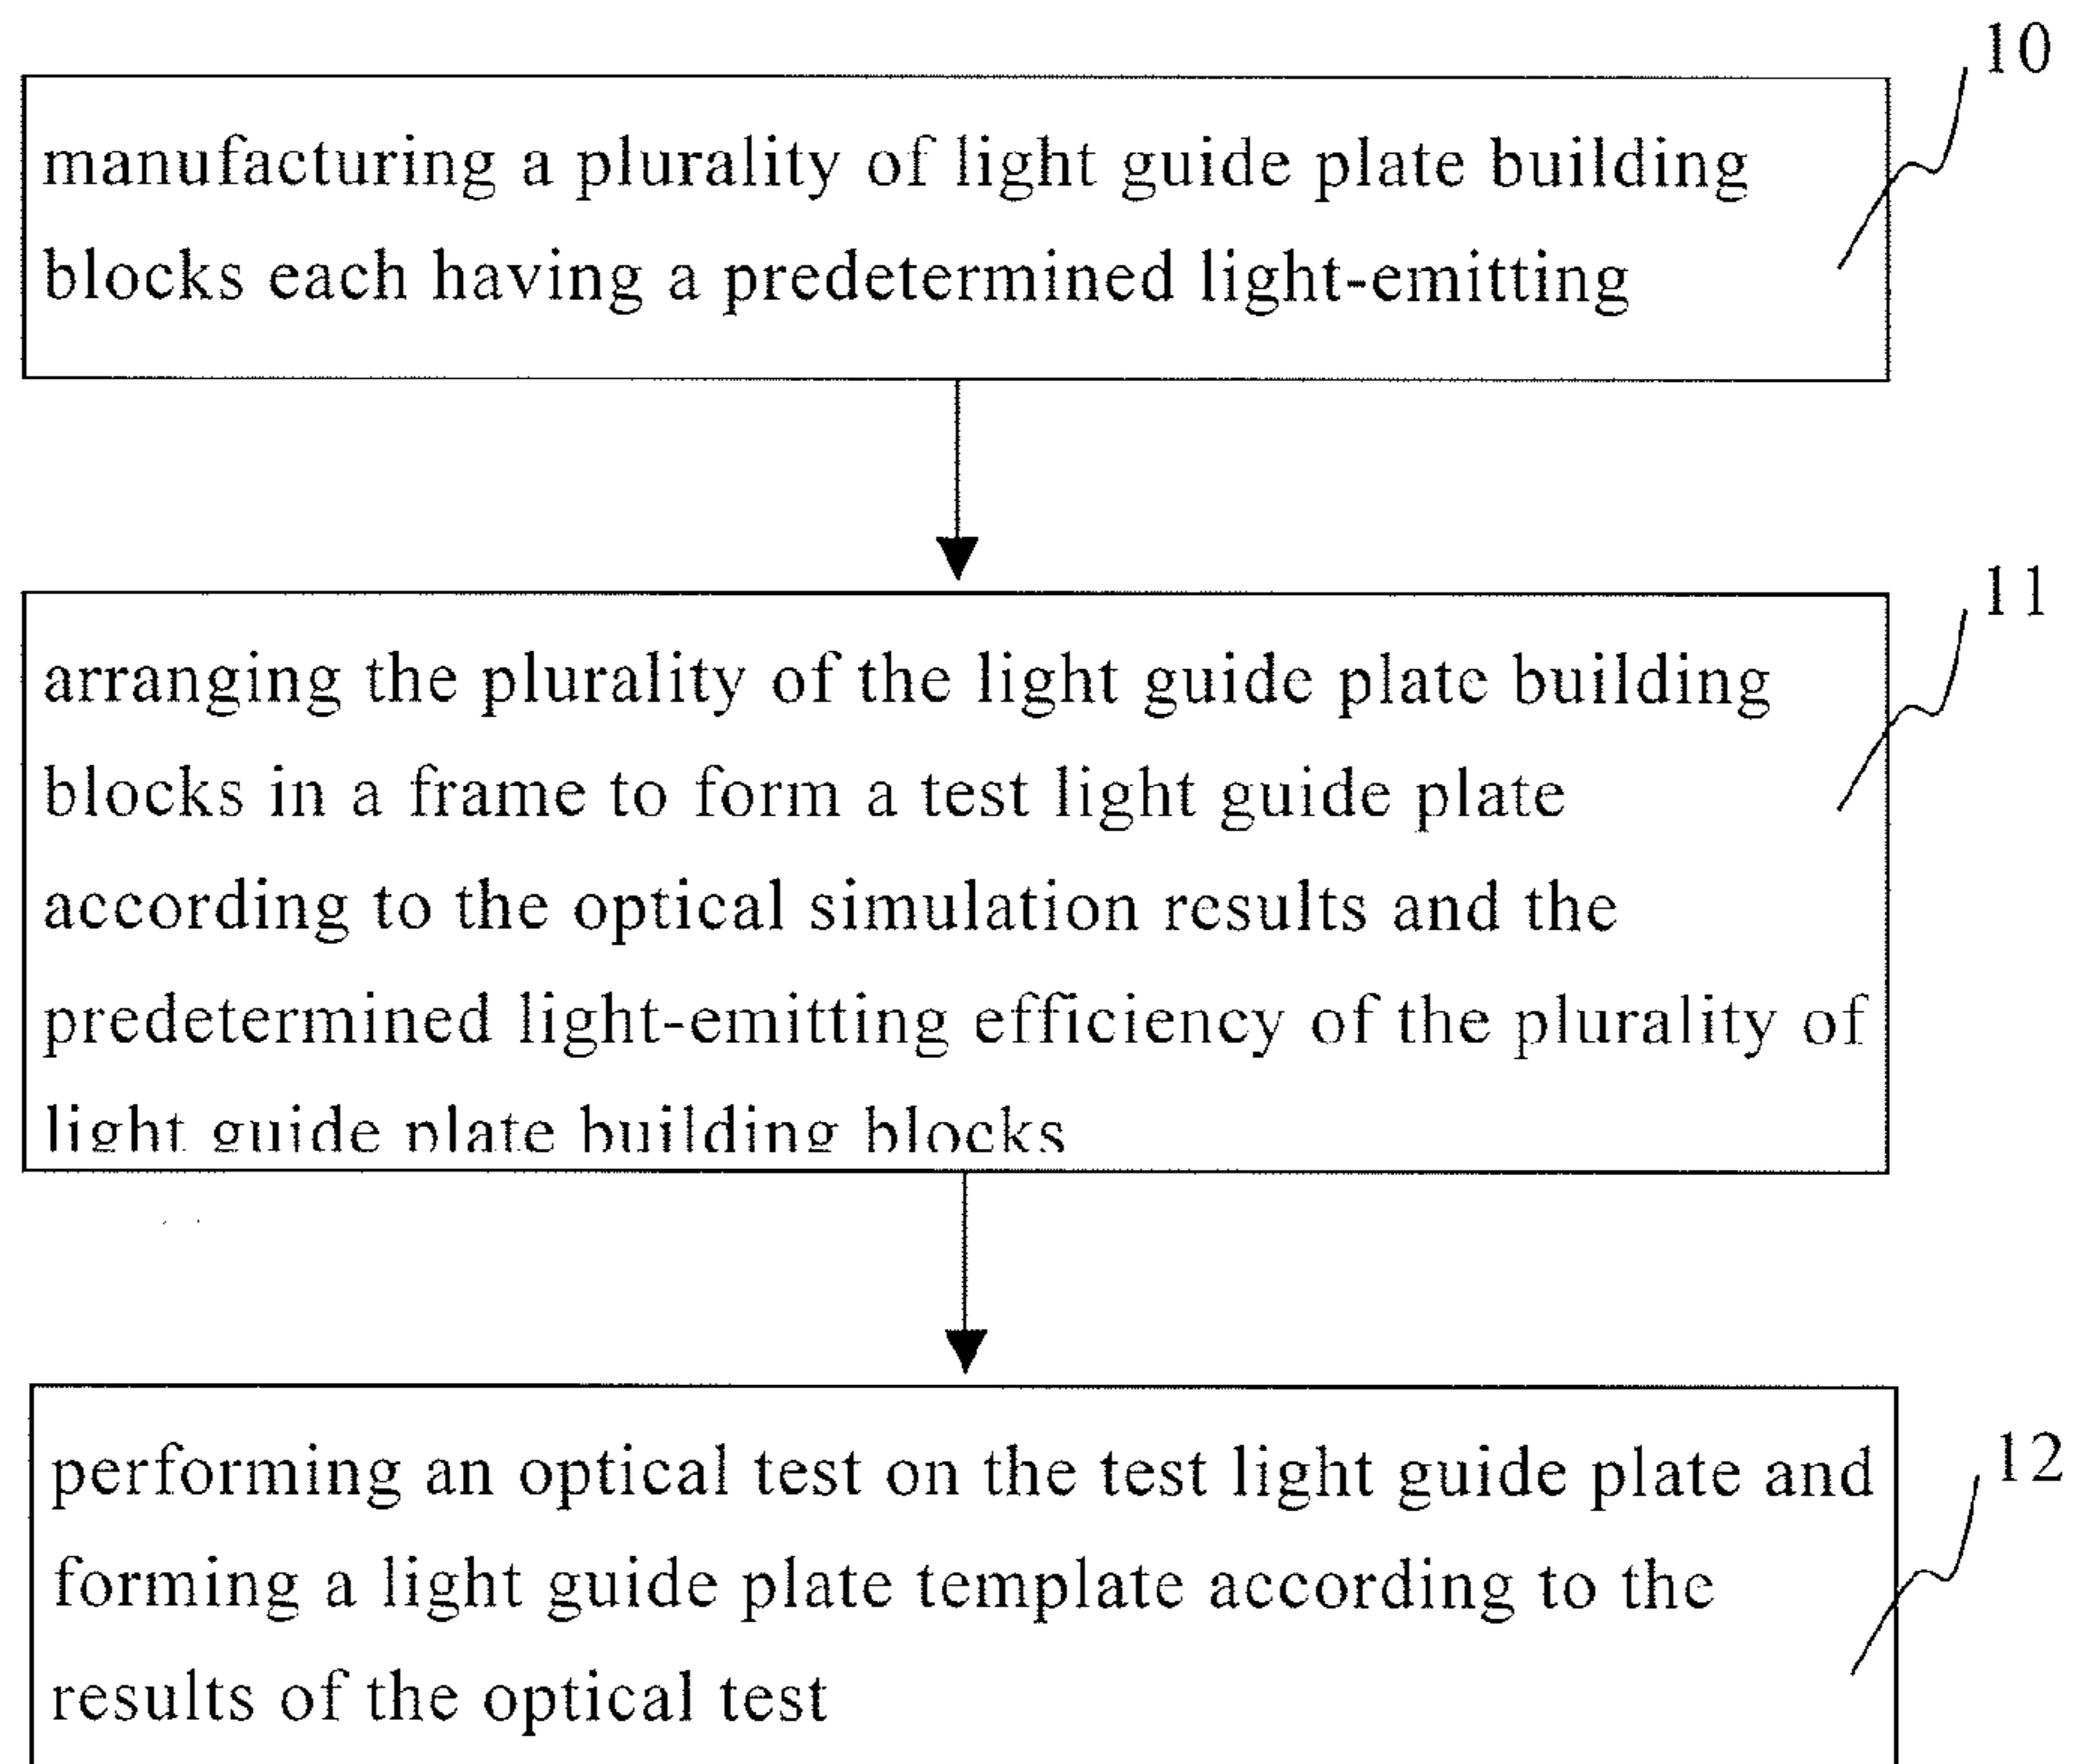 10
manufacturing a plurality of light guide plate building
blocks each having a predetermined light-emitting
11
arranging the plurality of the light guide plate building
blocks in a frame to form a test light guide plate
according to the optical simulation results and the
predetermined light-emitting efficiency of the plurality of
light guide plate building blocks
12
performing an optical test on the test light guide plate and
forming a light guide plate template according to the
results of the optical test